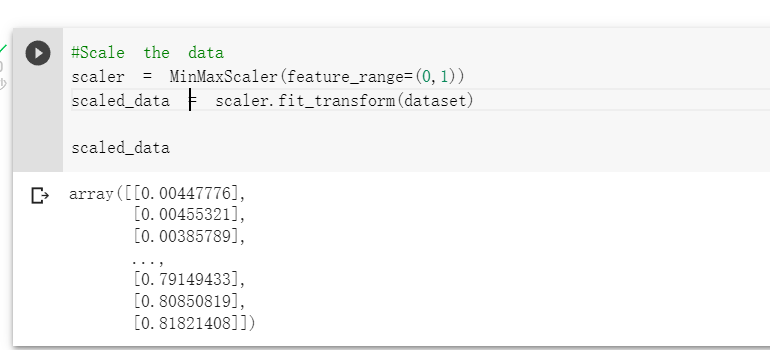 #Scale the data
scaler = MinMaxScaler(feature_range=(0,1))
scaled_data = scaler.fit_transform(dataset)
scaled_data
array([[0.00447776],
[0.00455321],
[0.00385789],
...,
[0.79149433],
[0.80850819],
[0.81821408]])